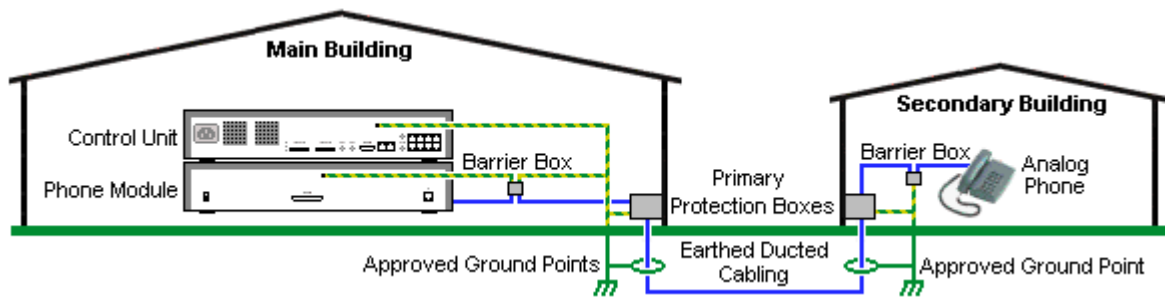 Main Building
Secondary Building
Control Unit
Barrier Box
Phone Module
Primary
Protection Boxes
Barrier Box
Analog
Phone
Approved Ground Points
Earthed Ducted
Cabling
Approved Ground Point